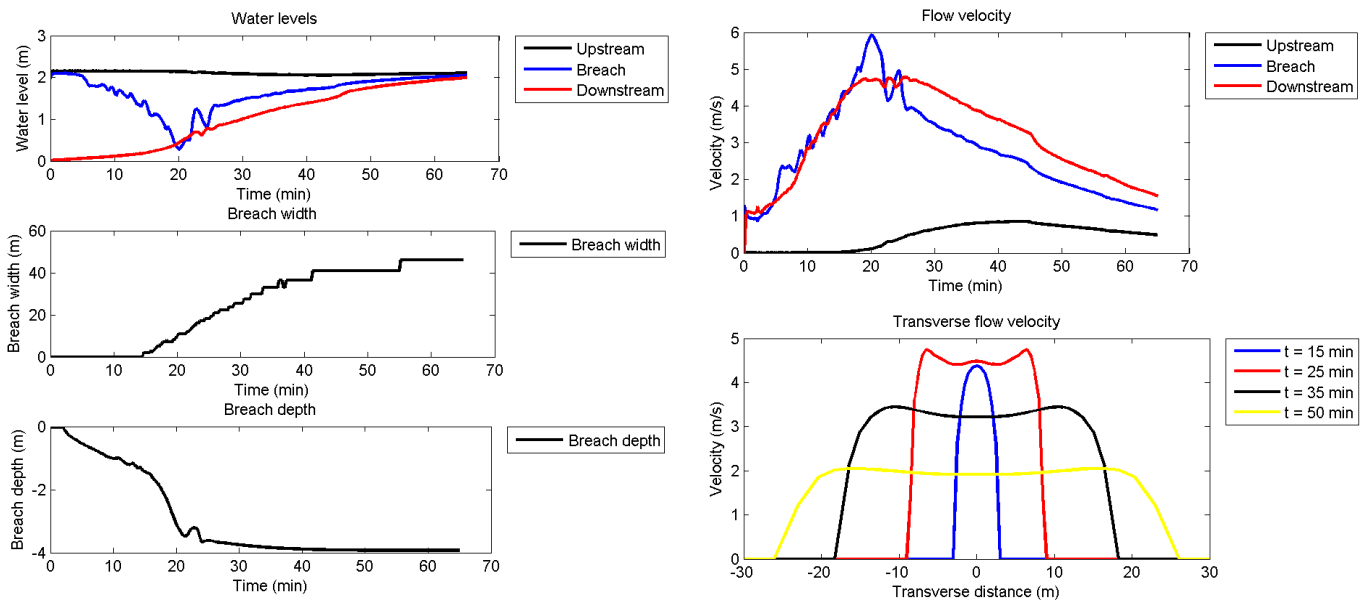 Water levels
3
2
1
0
Water level (m)
0 10 20 30 40 50 60 70
Time (min)
Upstream
Breach
Downstream
Breach width
60
40
20
0
Breach width (m)
0 10 20 30 40 50 60 70
Time (min)
Breach width
Breach depth
0
-2
-4
Breach depth (m)
0 10 20 30 40 50 60 70
Time (min)
Breach depth
Flow velocity
6
5
4
3
2
1
0
Velocity (m/s)
0 10 20 30 40 50 60 70
Time (min)
Upstream
Breach
Downstream
Transverse flow velocity
5
4
3
2
1
0
Velocity (m/s)
-30 -20 -10 0 10 20 30
Transverse distance (m)
t = 15 min
t = 25 min
t = 35 min
t = 50 min